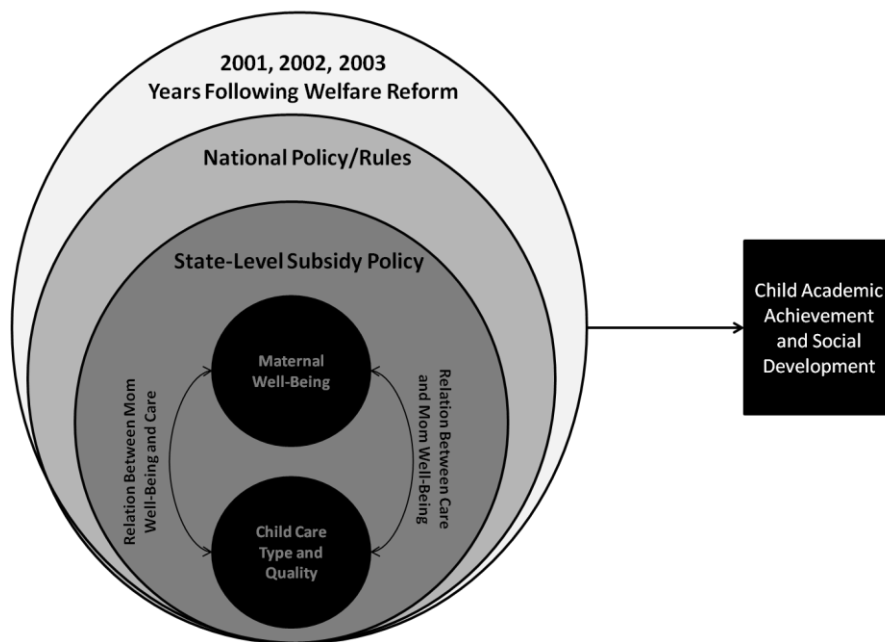 2001, 2002, 2003
Years Following Welfare Reform
National Policy/Rules
State-Level Subsidy Policy
Maternal
Well-Being
Relation Between Mom
Well-Being and Care
Relation Between Care
and Mom Well-Being
Child Care
Type and
Quality
Child Academic
Achievement
and Social
Development